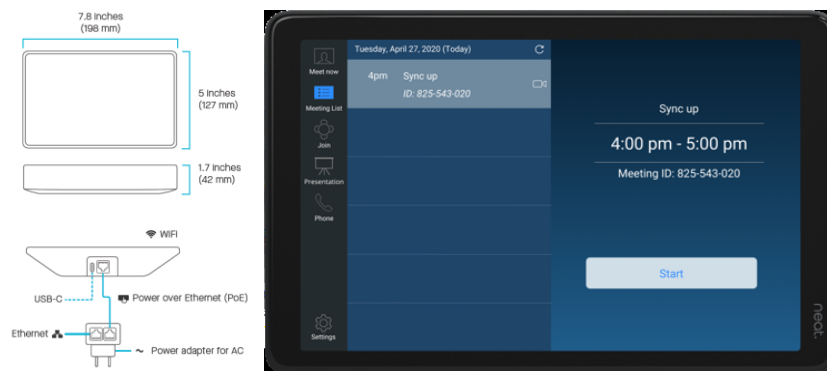 7.8 inches
(198 mm)
5 inches
(127 mm)
1.7 inches
(42 mm)
WiFi
USB-C
Power over Ethernet (PoE)
Ethernet
~ Power adapter for AC
Tuesday, April 27, 2020 (Today)
Meet now
4pm Sync up
ID: 825-543-020
Meeting List
Join
Presentation
Phone
Settings
Sync up
4:00 pm - 5:00 pm
Meeting ID: 825-543-020
Start
neat.